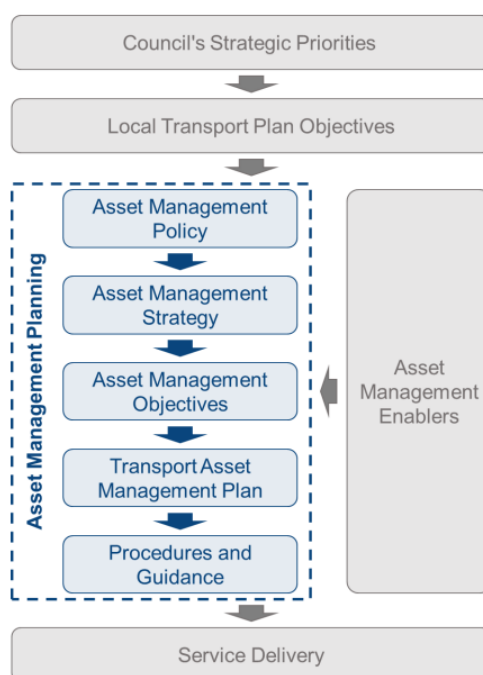 Council's Strategic Priorities
Local Transport Plan Objectives
Asset Management Planning
Asset Management
Policy
Asset Management
Strategy
Asset Management
Objectives
Transport Asset
Management Plan
Procedures and
Guidance
Asset
Management
Enablers
Service Delivery